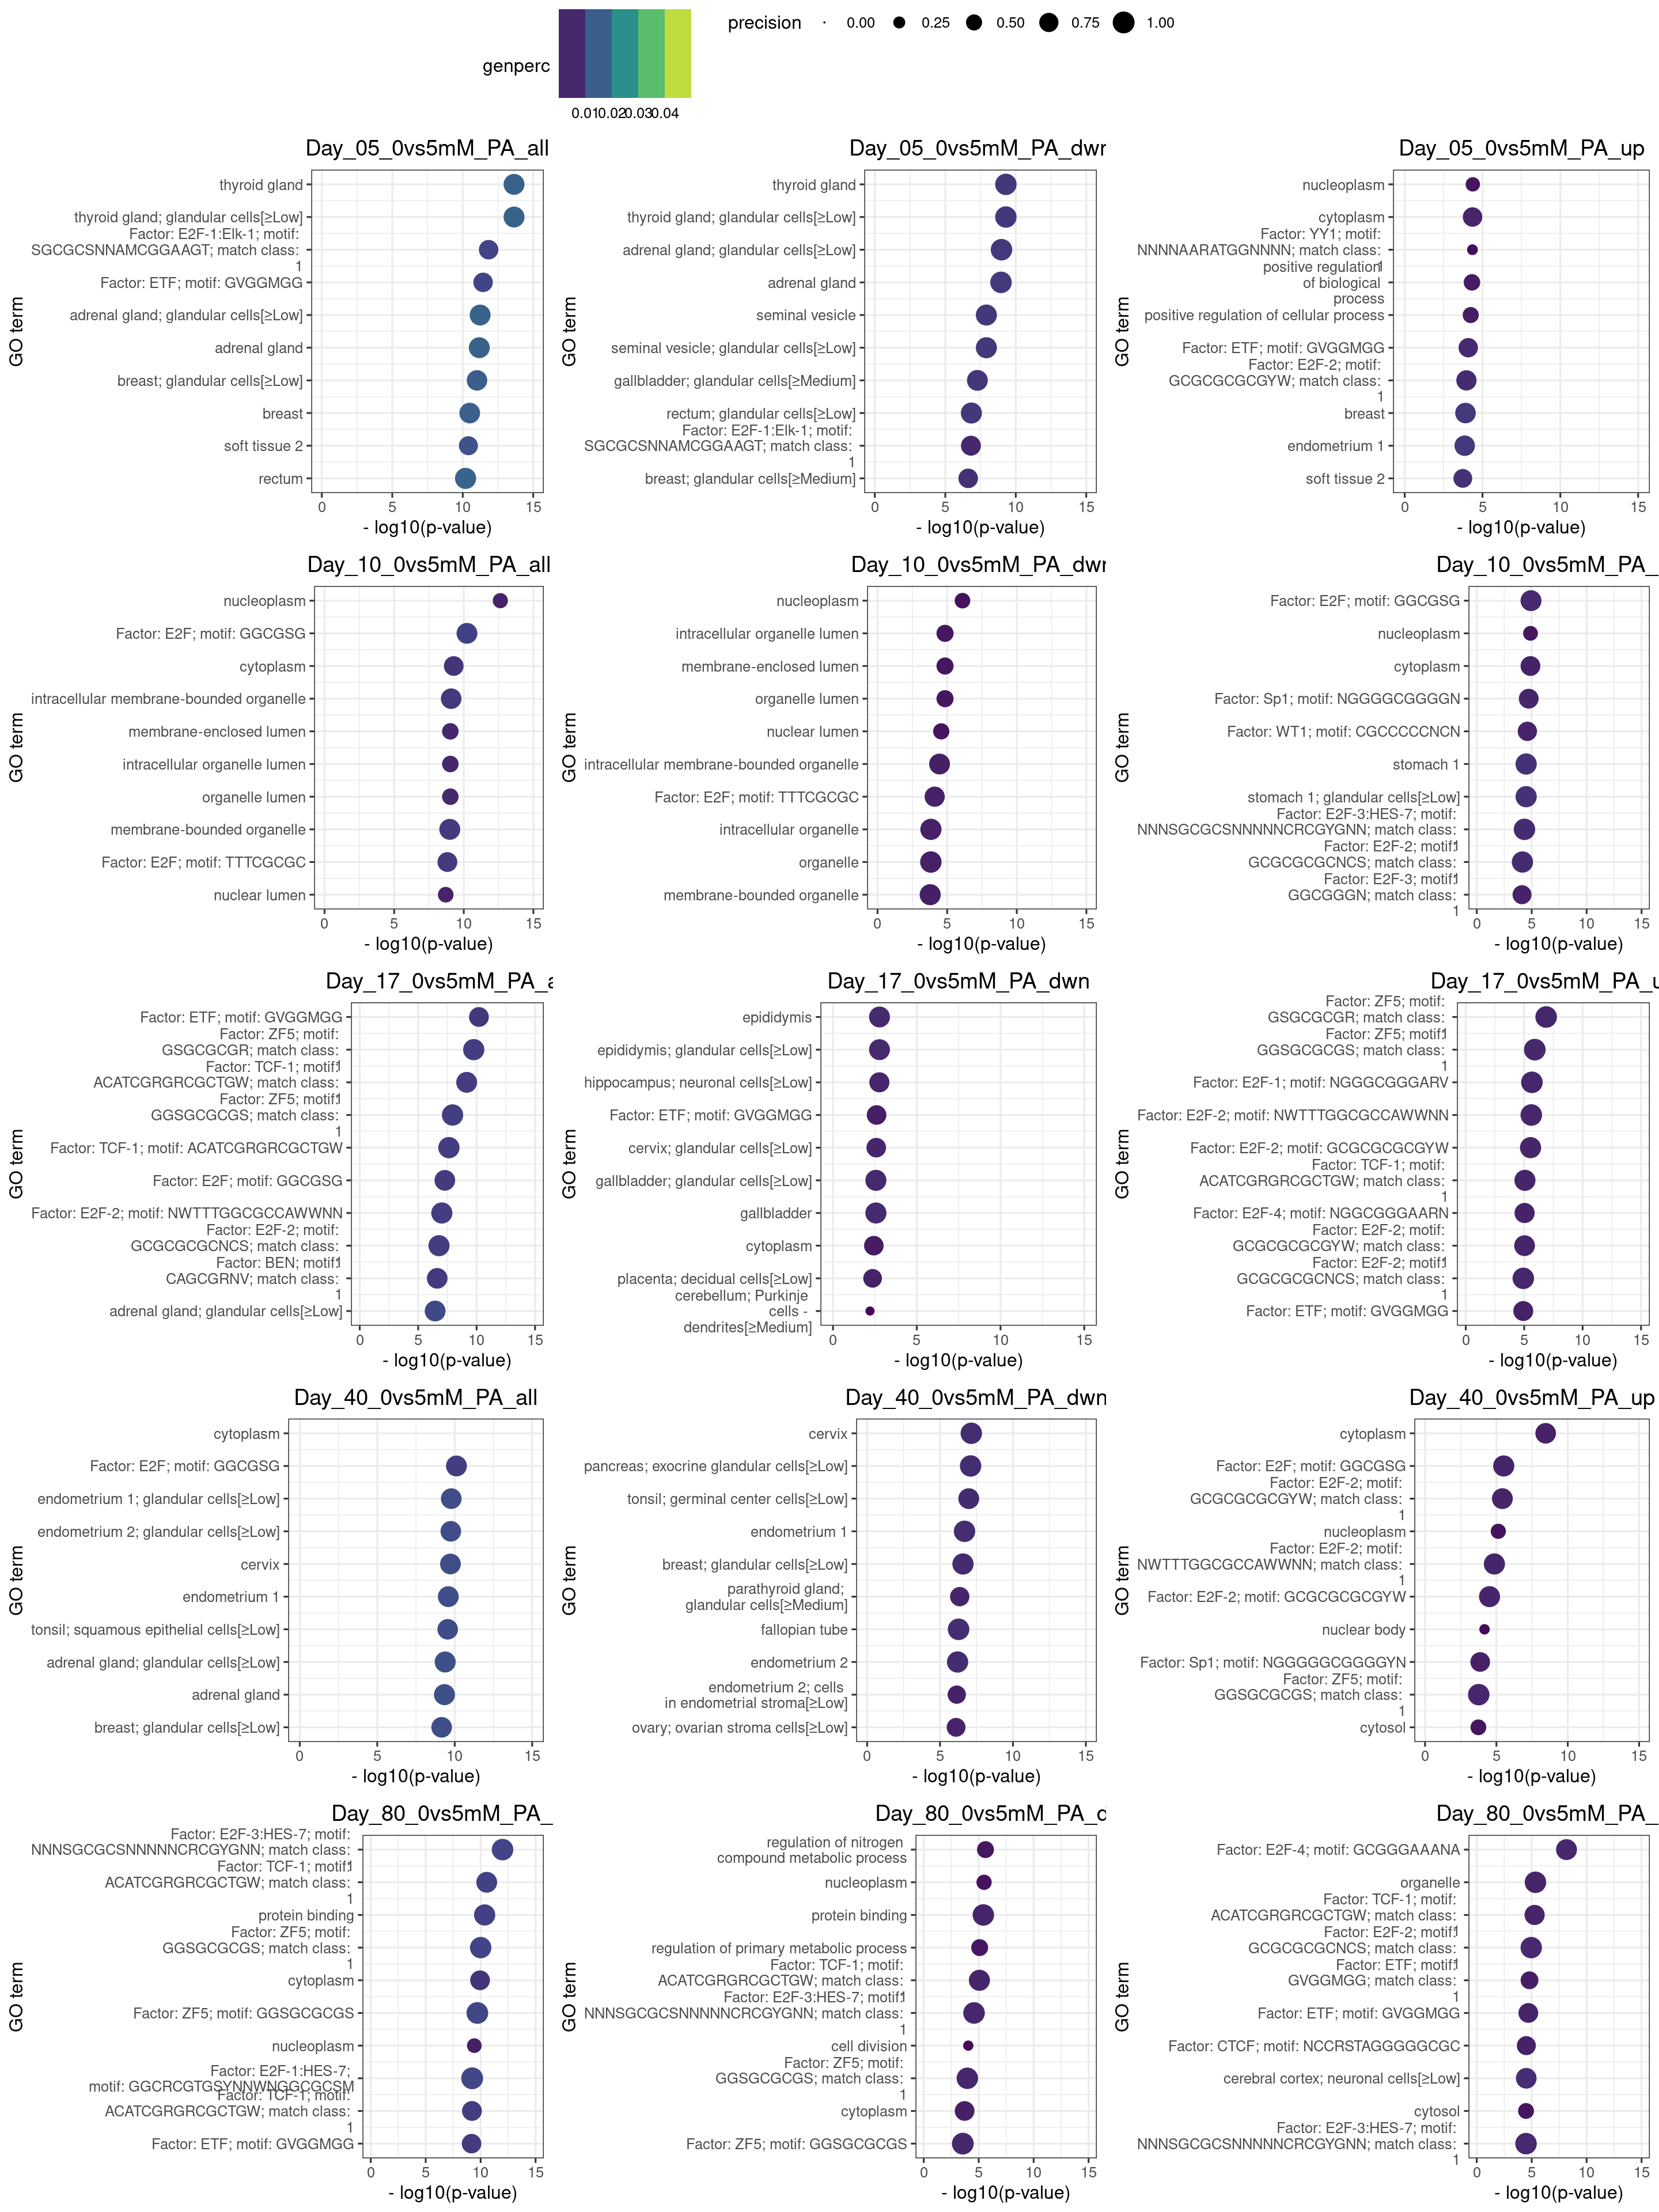 precision 0.00 0.25 0.50 0.75 1.00
genperc
0.01 0.02 0.03 0.04
Day_05_0vs5mM_PA_all
GO term
thyroid gland
thyroid gland; glandular cells[≥Low]
Factor: E2F-1:Elk-1; motif:
SGCGCSNNAMCGGAAGT; match class:
1
Factor: ETF; motif: GVGGMGG
adrenal gland; glandular cells[≥Low]
adrenal gland
breast; glandular cells[≥Low]
breast
soft tissue 2
rectum
0 5 10 15
- log10(p-value)
Day_05_0vs5mM_PA_dwn
GO term
thyroid gland
thyroid gland; glandular cells[≥Low]
adrenal gland; glandular cells[≥Low]
adrenal gland
seminal vesicle
seminal vesicle; glandular cells[≥Low]
gallbladder; glandular cells[≥Medium]
rectum; glandular cells[≥Low]
Factor: E2F-1:Elk-1; motif:
SGCGCSNNAMCGGAAGT; match class:
1
breast; glandular cells[≥Medium]
0 5 10 15
- log10(p-value)
Day_05_0vs5mM_PA_up
GO term
nucleoplasm
cytoplasm
Factor: YY1; motif:
NNNNAARATGGNNNN; match class:
1
positive regulation
of biological
process
positive regulation of cellular process
Factor: ETF; motif: GVGGMGG
Factor: E2F-2; motif:
GCGCGCGCGYW; match class:
1
breast
endometrium 1
soft tissue 2
0 5 10 15
- log10(p-value)
Day_10_0vs5mM_PA_all
GO term
nucleoplasm
Factor: E2F; motif: GGCGSG
cytoplasm
intracellular membrane-bounded organelle
membrane-enclosed lumen
intracellular organelle lumen
organelle lumen
membrane-bounded organelle
Factor: E2F; motif: TTTCGCGC
nuclear lumen
0 5 10 15
- log10(p-value)
Day_10_0vs5mM_PA_dwn
GO term
nucleoplasm
intracellular organelle lumen
membrane-enclosed lumen
organelle lumen
nuclear lumen
intracellular membrane-bounded organelle
Factor: E2F; motif: TTTCGCGC
intracellular organelle
organelle
membrane-bounded organelle
0 5 10 15
- log10(p-value)
Day_10_0vs5mM_PA_
GO term
Factor: E2F; motif: GGCGSG
nucleoplasm
cytoplasm
Factor: Sp1; motif: NGGGGCGGGGN
Factor: WT1; motif: CGCCCCCNCN
stomach 1
stomach 1; glandular cells[≥Low]
Factor: E2F-3:HES-7; motif:
NNNSGCGCSNNNNNCRCGYGNN; match class:
1
Factor: E2F-2; motif:
GCGCGCGCNCS; match class:
1
Factor: E2F-3; motif:
GGCGGGN; match class:
1
0 5 10 15
- log10(p-value)
Day_17_0vs5mM_PA_a
GO term
Factor: ETF; motif: GVGGMGG
Factor: ZF5; motif:
GSGCGCGR; match class:
1
Factor: TCF-1; motif:
ACATCGRGRCGCTGW; match class:
1
Factor: ZF5; motif:
GGSGCGCGS; match class:
1
Factor: TCF-1; motif: ACATCGRGRCGCTGW
Factor: E2F; motif: GGCGSG
Factor: E2F-2; motif: NWTTTGGCGCCAWWNN
Factor: E2F-2; motif:
GCGCGCGCNCS; match class:
1
Factor: BEN; motif:
CAGCGRNV; match class:
1
adrenal gland; glandular cells[≥Low]
0 5 10 15
- log10(p-value)
Day_17_0vs5mM_PA_dwn
GO term
epididymis
epididymis; glandular cells[≥Low]
hippocampus; neuronal cells[≥Low]
Factor: ETF; motif: GVGGMGG
cervix; glandular cells[≥Low]
gallbladder; glandular cells[≥Low]
gallbladder
cytoplasm
placenta; decidual cells[≥Low]
cerebellum; Purkinje
cells -
dendrites[≥Medium]
0 5 10 15
- log10(p-value)
Day_17_0vs5mM_PA_u
GO term
Factor: ZF5; motif:
GSGCGCGR; match class:
1
Factor: ZF5; motif:
GGSGCGCGS; match class:
1
Factor: E2F-1; motif: NGGGCGGGARV
Factor: E2F-2; motif: NWTTTGGCGCCAWWNN
Factor: E2F-2; motif: GCGCGCGCGYW
Factor: TCF-1; motif:
ACATCGRGRCGCTGW; match class:
1
Factor: E2F-4; motif: NGGCGGGAARN
Factor: E2F-2; motif:
GCGCGCGCGYW; match class:
1
Factor: E2F-2; motif:
GCGCGCGCNCS; match class:
1
Factor: ETF; motif: GVGGMGG
0 5 10 15
- log10(p-value)
Day_40_0vs5mM_PA_all
GO term
cytoplasm
Factor: E2F; motif: GGCGSG
endometrium 1; glandular cells[≥Low]
endometrium 2; glandular cells[≥Low]
cervix
endometrium 1
tonsil; squamous epithelial cells[≥Low]
adrenal gland; glandular cells[≥Low]
adrenal gland
breast; glandular cells[≥Low]
0 5 10 15
- log10(p-value)
Day_40_0vs5mM_PA_dwn
GO term
cervix
pancreas; exocrine glandular cells[≥Low]
tonsil; germinal center cells[≥Low]
endometrium 1
breast; glandular cells[≥Low]
parathyroid gland;
glandular cells[≥Medium]
fallopian tube
endometrium 2
endometrium 2; cells
in endometrial stroma[≥Low]
ovary; ovarian stroma cells[≥Low]
0 5 10 15
- log10(p-value)
Day_40_0vs5mM_PA_up
GO term
cytoplasm
Factor: E2F; motif: GGCGSG
Factor: E2F-2; motif:
GCGCGCGCGYW; match class:
1
nucleoplasm
Factor: E2F-2; motif:
NWTTTGGCGCCAWWNN; match class:
1
Factor: E2F-2; motif: GCGCGCGCGYW
nuclear body
Factor: Sp1; motif: NGGGGGCGGGGYN
Factor: ZF5; motif:
GGSGCGCGS; match class:
1
cytosol
0 5 10 15
- log10(p-value)
Day_80_0vs5mM_PA_
GO term
Factor: E2F-3:HES-7; motif:
NNNSGCGCSNNNNNCRCGYGNN; match class:
1
Factor: TCF-1; motif:
ACATCGRGRCGCTGW; match class:
1
protein binding
Factor: ZF5; motif:
GGSGCGCGS; match class:
1
cytoplasm
Factor: ZF5; motif: GGSGCGCGS
nucleoplasm
Factor: E2F-1:HES-7;
motif: GGCRCGTGSYNNWNGGCGCSM
Factor: TCF-1; motif:
ACATCGRGRCGCTGW; match class:
1
Factor: ETF; motif: GVGGMGG
0 5 10 15
- log10(p-value)
Day_80_0vs5mM_PA_d
GO term
regulation of nitrogen
compound metabolic process
nucleoplasm
protein binding
regulation of primary metabolic process
Factor: TCF-1; motif:
ACATCGRGRCGCTGW; match class:
1
Factor: E2F-3:HES-7; motif:
NNNSGCGCSNNNNNCRCGYGNN; match class:
1
cell division
Factor: ZF5; motif:
GGSGCGCGS; match class:
1
cytoplasm
Factor: ZF5; motif: GGSGCGCGS
0 5 10 15
- log10(p-value)
Day_80_0vs5mM_PA_
GO term
Factor: E2F-4; motif: GCGGGAAANA
organelle
Factor: TCF-1; motif:
ACATCGRGRCGCTGW; match class:
1
Factor: E2F-2; motif:
GCGCGCGCNCS; match class:
1
Factor: ETF; motif:
GVGGMGG; match class:
1
Factor: ETF; motif: GVGGMGG
Factor: CTCF; motif: NCCRSTAGGGGGCGC
cerebral cortex; neuronal cells[≥Low]
cytosol
Factor: E2F-3:HES-7; motif:
NNNSGCGCSNNNNNCRCGYGNN; match class:
1
0 5 10 15
- log10(p-value)